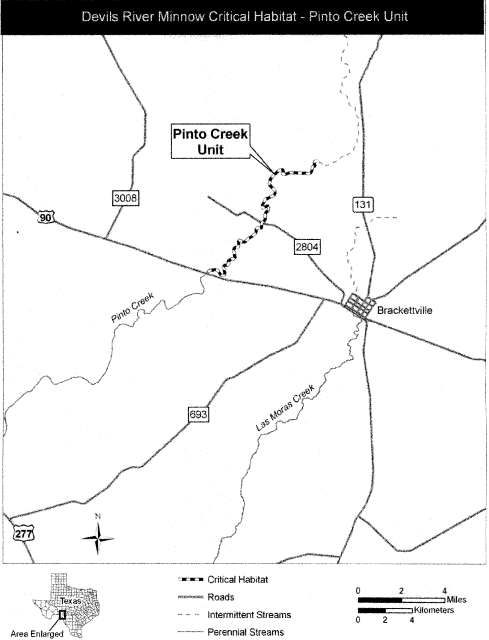 Devils River Minnow Critical Habitat - Pinto Creek Unit
Pinto Creek
Unit
3008
90
131
2804
Pinto Creek
Brackettville
693
Las Moras Creek
277
N
Texas
Area Enlarged
Critical Habitat
Roads
Intermittent Streams
Perennial Streams
0 2 4
Miles
Kilometers
0 2 4